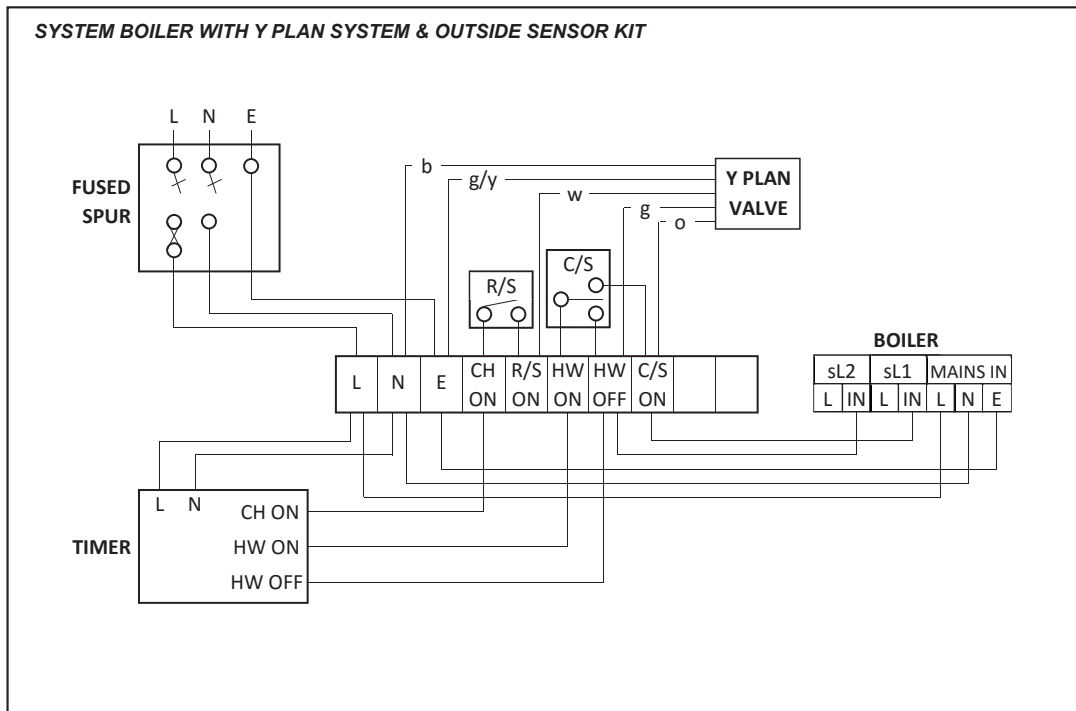 SYSTEM BOILER WITH Y PLAN SYSTEM & OUTSIDE SENSOR KIT
L N E
FUSED
SPUR
b
g/y
w
g
o
Y PLAN
VALVE
R/S
C/S
L N E CH ON R/S ON HW ON HW OFF C/S ON
BOILER
sL2 sL1 MAINS IN
L IN L IN L N E
TIMER
L N
CH ON
HW ON
HW OFF